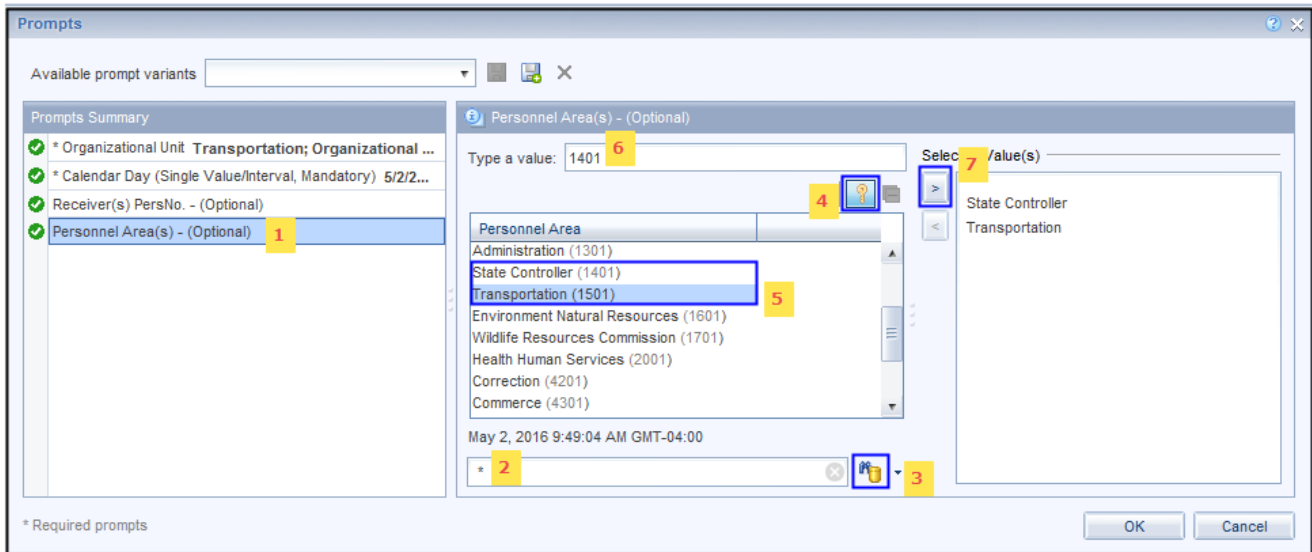 Prompts
Available prompt variants
Prompts Summary
* Organizational Unit Transportation; Organizational ...
* Calendar Day (Single Value/Interval, Mandatory) 5/2/2...
Receiver(s) PersNo. - (Optional)
Personnel Area(s) - (Optional) 1
Personnel Area(s) - (Optional)
Type a value: 1401 6
4
Personnel Area
Administration (1301)
State Controller (1401)
Transportation (1501)
5
Environment Natural Resources (1601)
Wildlife Resources Commission (1701)
Health Human Services (2001)
Correction (4201)
Commerce (4301)
May 2, 2016 9:49:04 AM GMT-04:00
* 2
3
Selec 7 Value(s)
>
<
State Controller
Transportation
* Required prompts
OK Cancel